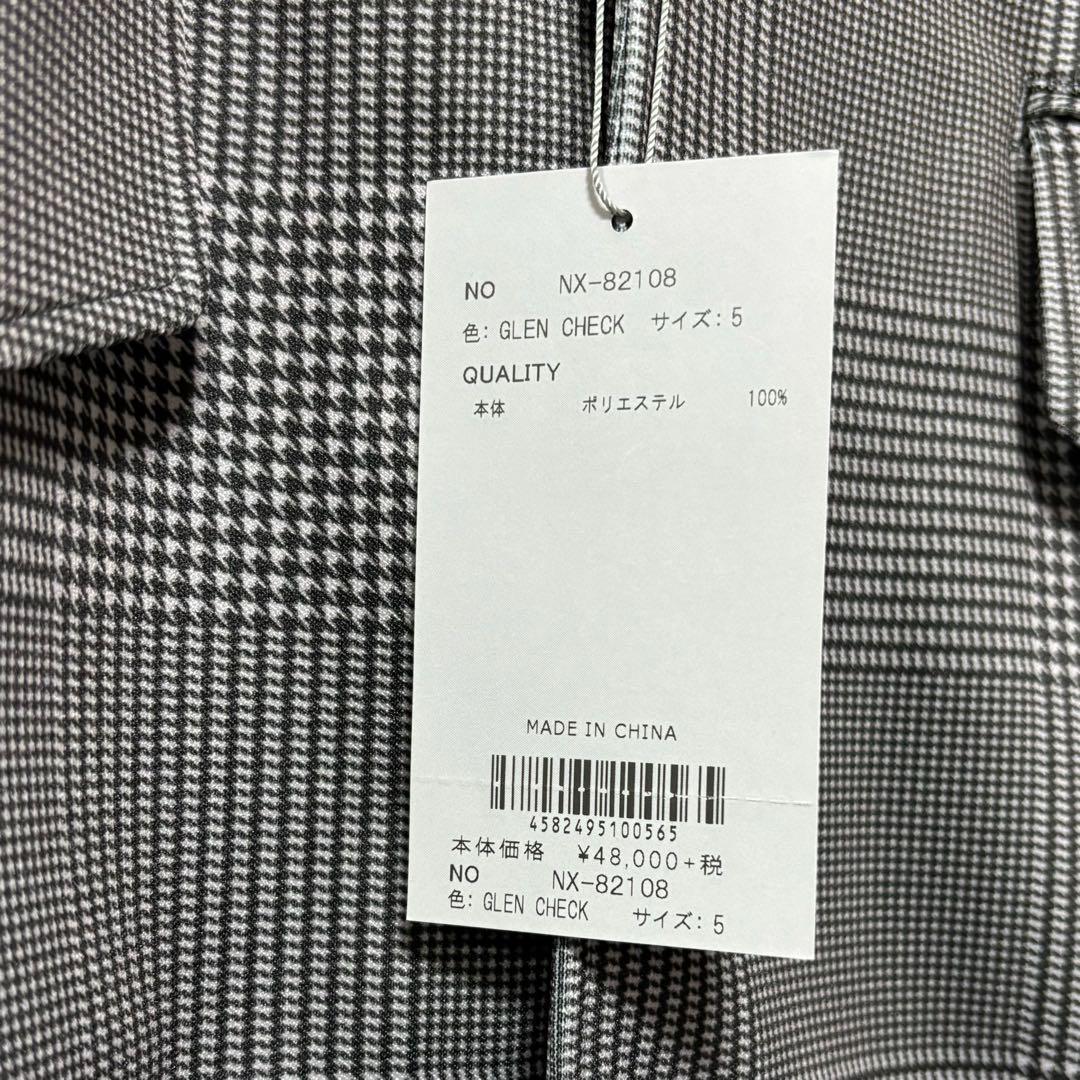 NO NX-82108
色: GLEN CHECK サイズ: 5
QUALITY
本体 ポリエステル 100%
MADE IN CHINA
4582495100565
本体価格 ¥48,000+税
NO NX-82108
色: GLEN CHECK サイズ: 5